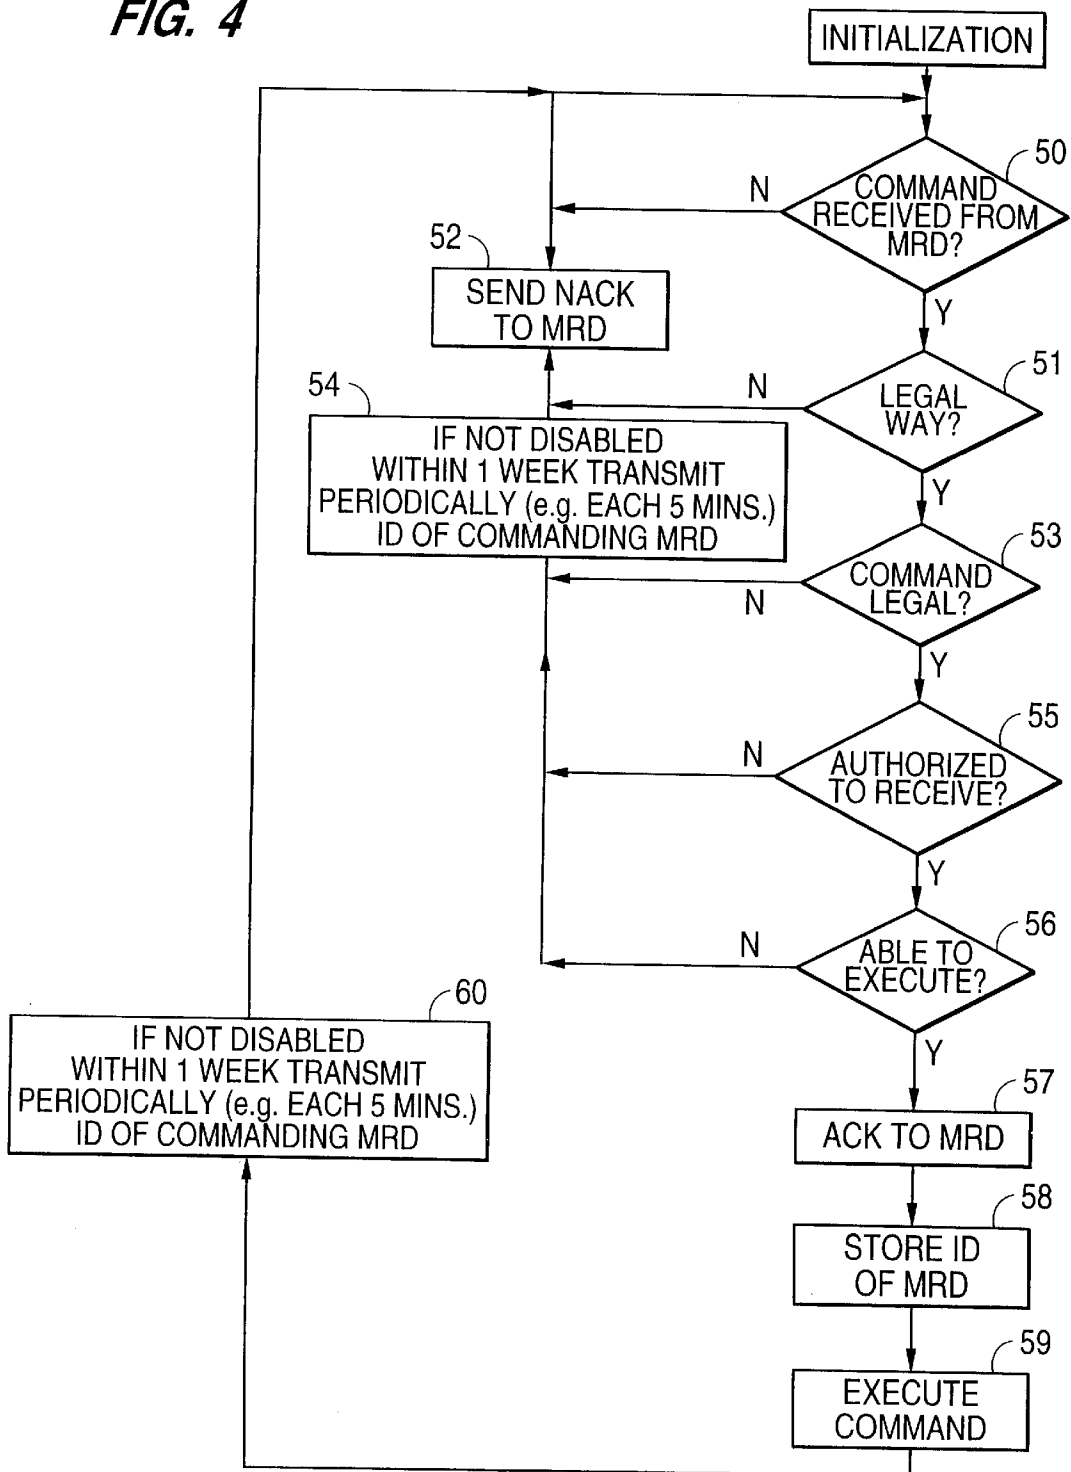 FIG. 4
INITIALIZATION
50
COMMAND
RECEIVED FROM
MRD?
N
Y
52
SEND NACK
TO MRD
51
LEGAL
WAY?
N
Y
54
IF NOT DISABLED
WITHIN 1 WEEK TRANSMIT
PERIODICALLY (e.g. EACH 5 MINS.)
ID OF COMMANDING MRD
53
COMMAND
LEGAL?
N
Y
55
AUTHORIZED
TO RECEIVE?
N
Y
56
ABLE TO
EXECUTE?
N
Y
60
IF NOT DISABLED
WITHIN 1 WEEK TRANSMIT
PERIODICALLY (e.g. EACH 5 MINS.)
ID OF COMMANDING MRD
57
ACK TO MRD
58
STORE ID
OF MRD
59
EXECUTE
COMMAND